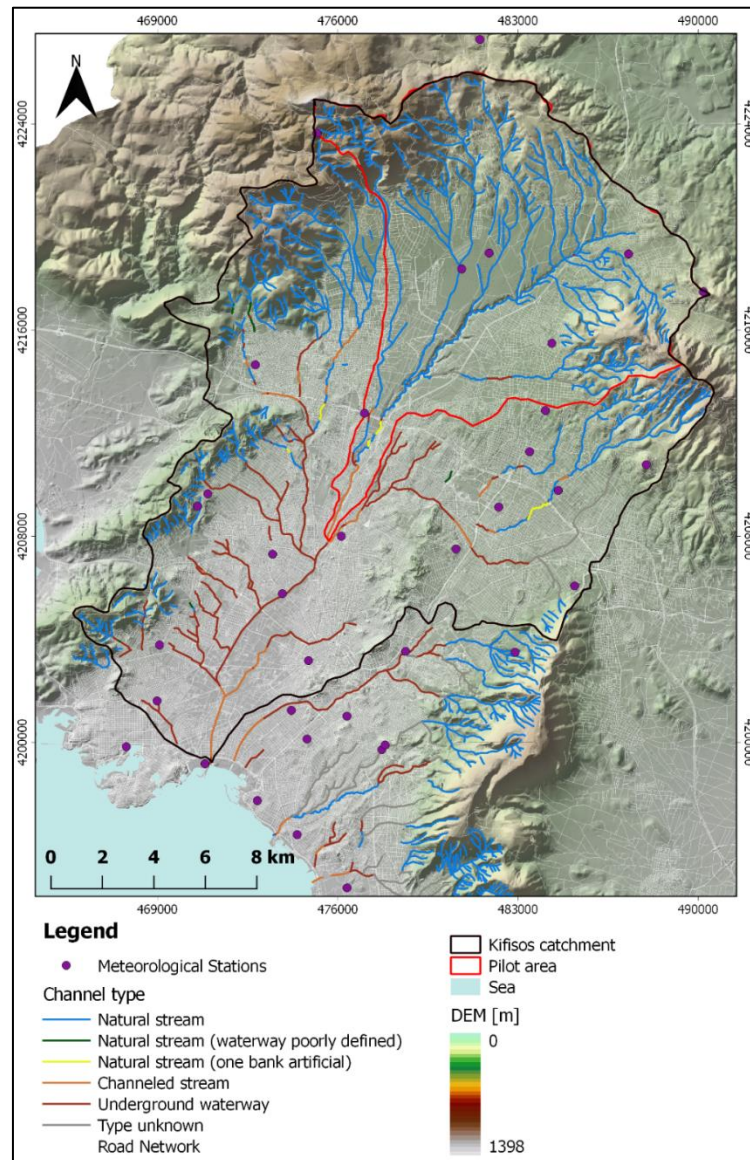 469000 476000 483000 490000
N
4224000 4224000
4216000 4216000
4208000 4208000
4200000 4200000
0 2 4 6 8 km
469000 476000 483000 490000
Legend
Meteorological Stations
Channel type
Natural stream
Natural stream (waterway poorly defined)
Natural stream (one bank artificial)
Channeled stream
Underground waterway
Type unknown
Road Network
Kifisos catchment
Pilot area
Sea
DEM [m]
0
1398